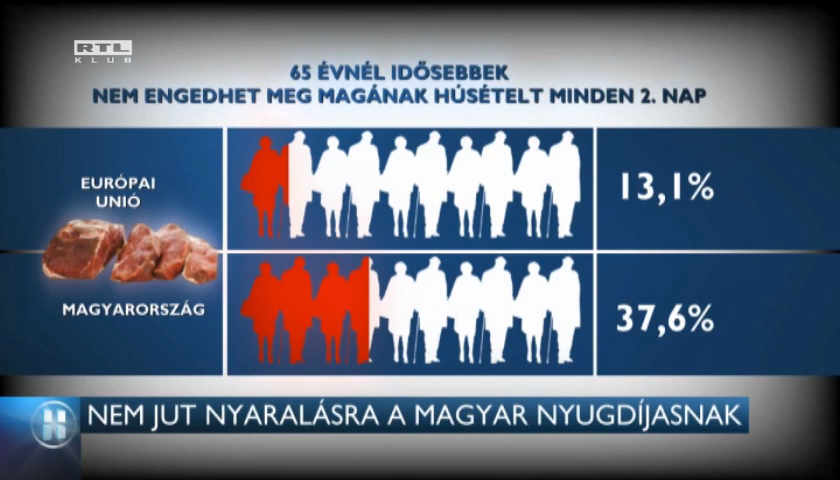 RTL
KLUB
65 ÉVNÉL IDŐSEBBEK
NEM ENGEDHET MEG MAGÁNAK HÚSÉTELT MINDEN 2. NAP
EURÓPAI
UNIÓ
13,1%
MAGYARORSZÁG
37,6%
H
NEM JUT NYARALÁSRA A MAGYAR NYUGDÍJASNAK